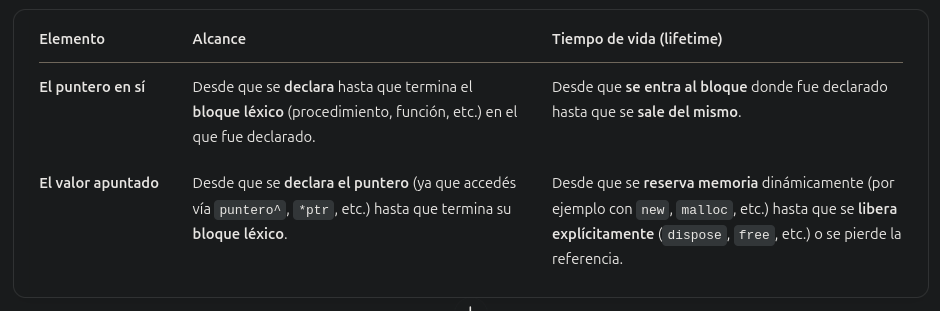 Elemento Alcance Tiempo de vida (lifetime)
El puntero en sí Desde que se declara hasta que termina el Desde que se entra al bloque donde fue declarado
bloque léxico (procedimiento, función, etc.) en el hasta que se sale del mismo.
que fue declarado.
El valor apuntado Desde que se declara el puntero (ya que accedés Desde que se reserva memoria dinámicamente (por
vía puntero^, *ptr, etc.) hasta que termina su ejemplo con new, malloc, etc.) hasta que se libera
bloque léxico. explícitamente (dispose, free, etc.) o se pierde la
referencia.